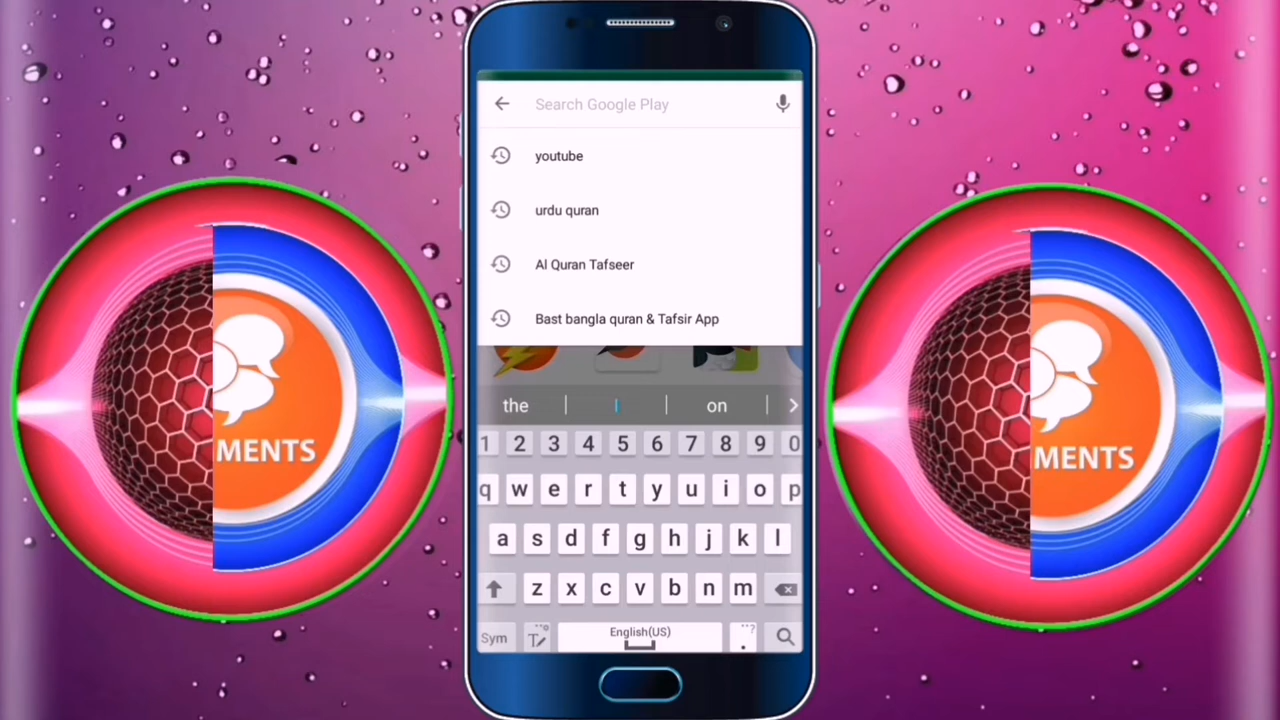 Search Google Play
youtube
urdu quran
Al Quran Tafseer
Bast bangla quran & Tafsir App
the on
1 2 3 4 5 6 7 8 9 0
q w e r t y u i o p
a s d f g h j k l
z x c v b n m
English(US)
Sym
MENTS
MENTS